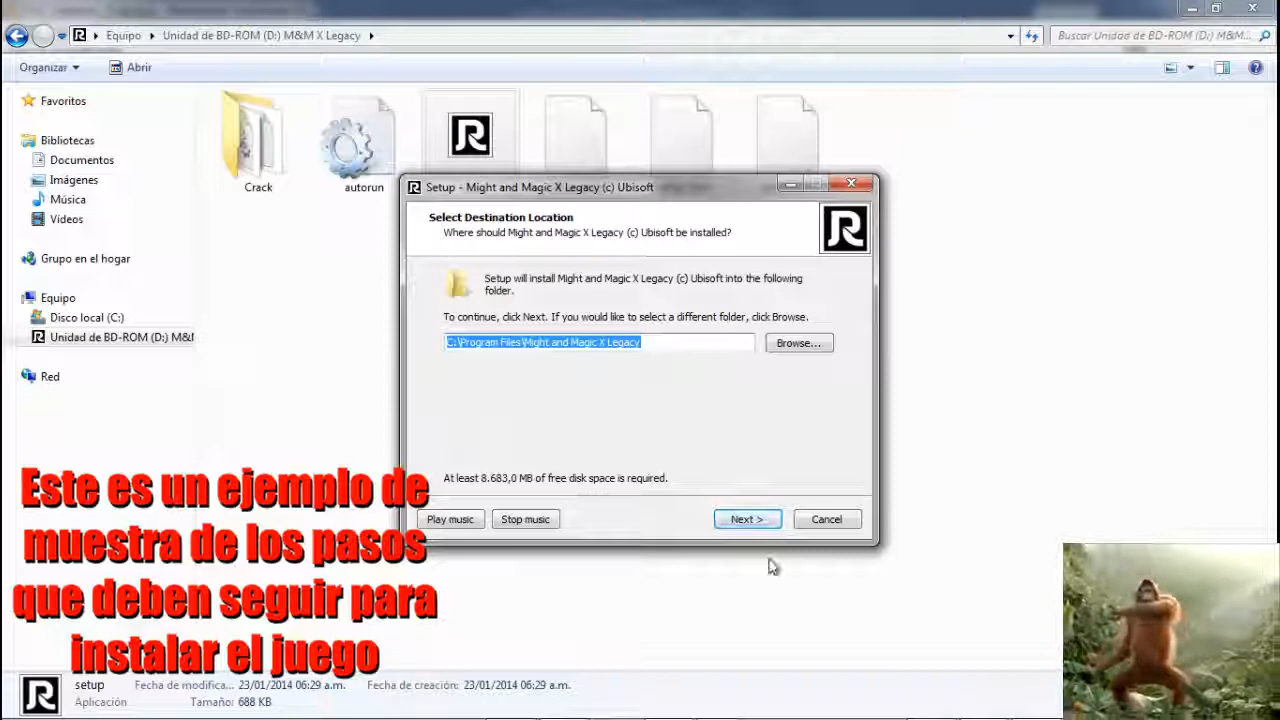 Equipo
Unidad de BD-ROM (D:) M&M X Legacy
Buscar Unidad de BD-ROM (D:) M&M...
Organizar
Abrir
Favoritos
Bibliotecas
Documentos
Imágenes
Música
Vídeos
Grupo en el hogar
Equipo
Disco local (C:)
Unidad de BD-ROM (D:) M&M
Red
Crack
autorun
Setup - Might and Magic X Legacy (c) Ubisoft
Select Destination Location
Where should Might and Magic X Legacy (c) Ubisoft be installed?
Setup will install Might and Magic X Legacy (c) Ubisoft into the following
folder.
To continue, click Next. If you would like to select a different folder, click Browse.
C:\Program Files\Might and Magic X Legacy
Browse...
At least 8.683,0 MB of free disk space is required.
Play music
Stop music
Next >
Cancel
Este es un ejemplo de
muestra de los pasos
que deben seguir para
instalar el juego
setup
Fecha de modifica... 23/01/2014 06:29 a.m.
Fecha de creación: 23/01/2014 06:29 a.m.
Aplicación
Tamaño: 688 KB